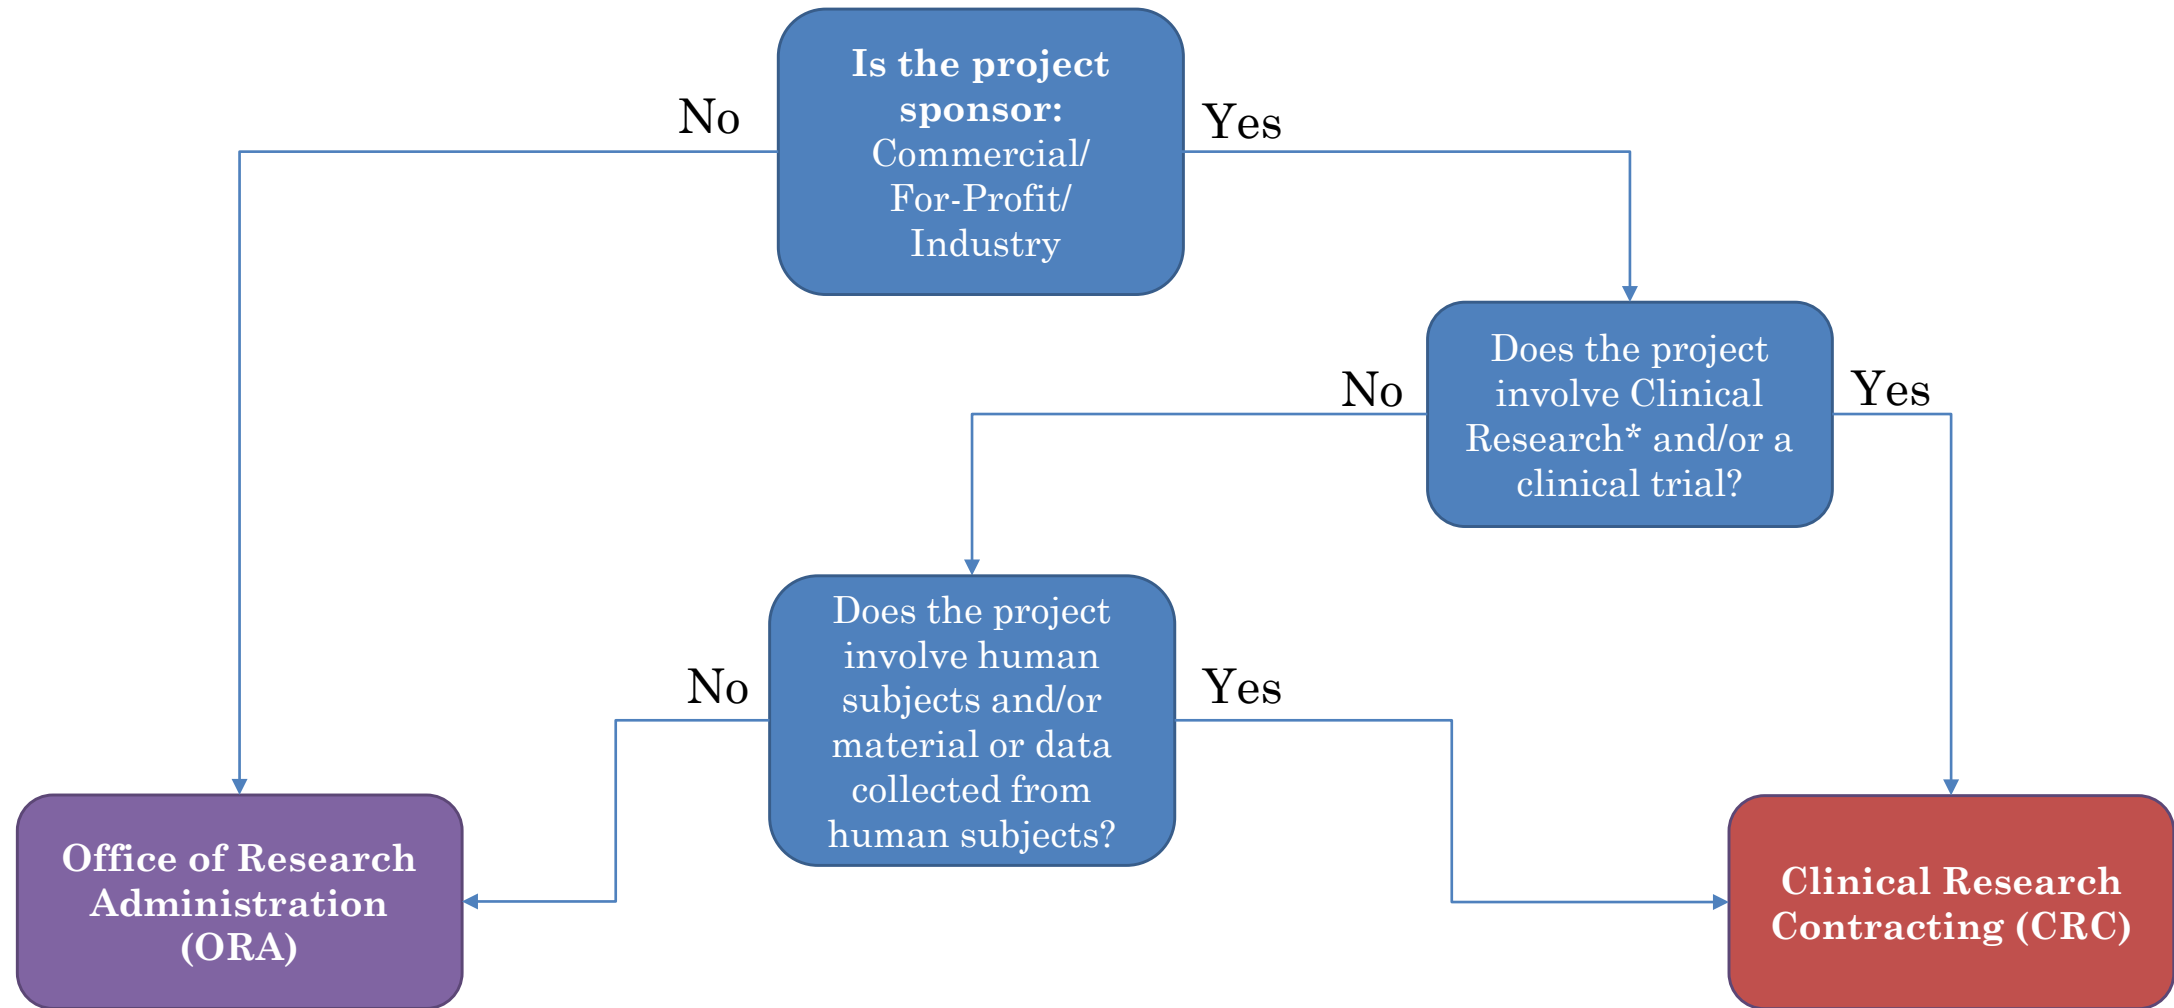 Is the project
sponsor:
Commercial/
For-Profit/
Industry
No
Yes
Does the project
involve Clinical
Research* and/or a
clinical trial?
No
Yes
Does the project
involve human
subjects and/or
material or data
collected from
human subjects?
No
Yes
Office of Research
Administration
(ORA)
Clinical Research
Contracting (CRC)